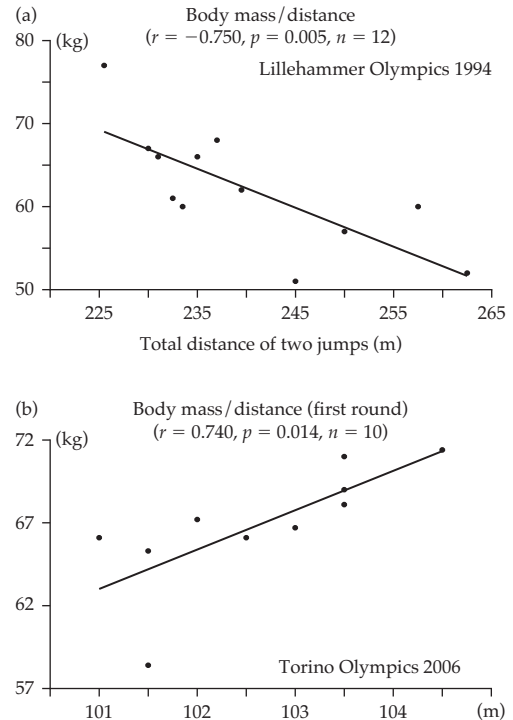 (a)
Body mass/distance
(r = −0.750, p = 0.005, n = 12)
80
(kg)
Lillehammer Olympics 1994
70
60
50
225 235 245 255 265
Total distance of two jumps (m)
(b)
Body mass/distance (first round)
(r = 0.740, p = 0.014, n = 10)
72
(kg)
67
62
Torino Olympics 2006
57
101 102 103 104 (m)